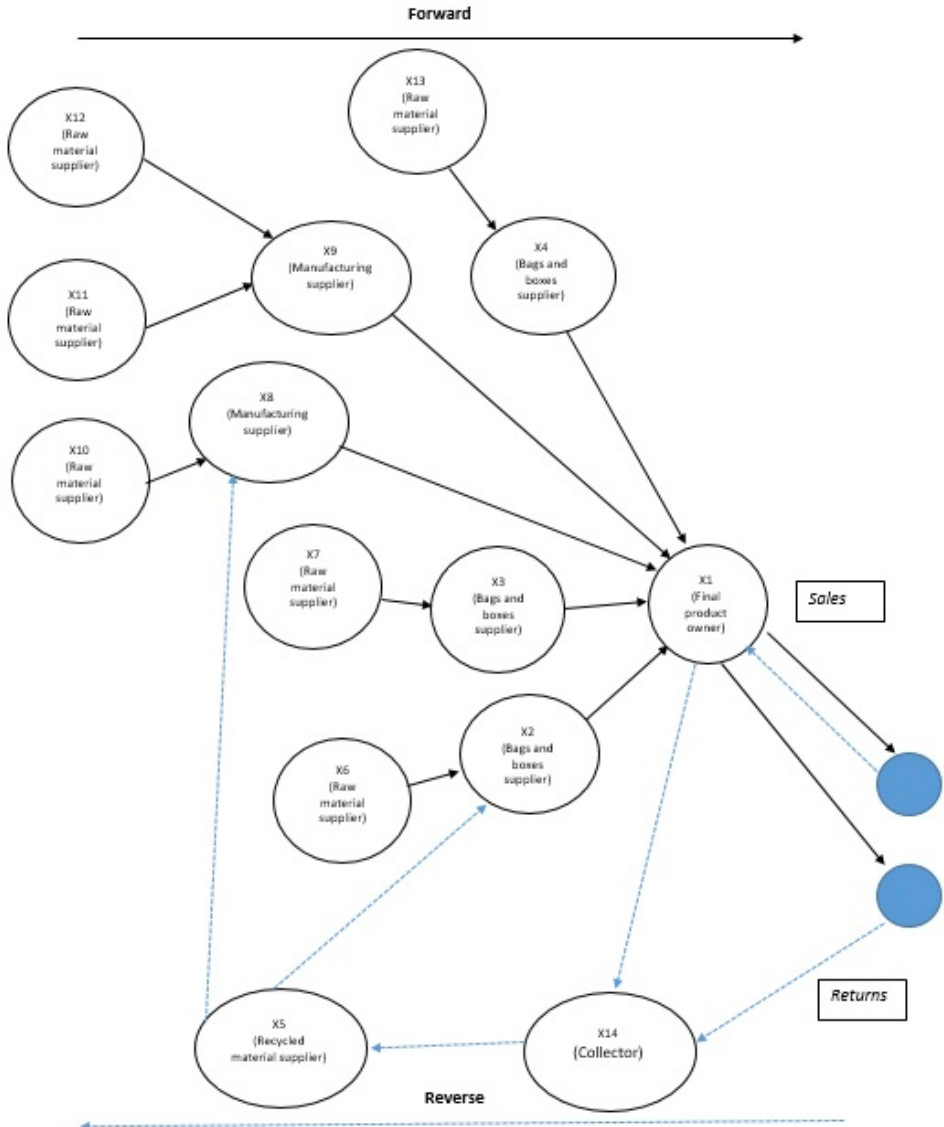 Forward
X13
(Raw
material
supplier)
X12
(Raw
material
supplier)
X9
(Manufacturing
supplier)
X4
(Bags and
boxes
supplier)
X11
(Raw
material
supplier)
X8
(Manufacturing
supplier)
X10
(Raw
material
supplier)
X7
(Raw
material
supplier)
X3
(Bags and
boxes
supplier)
X1
(Final
product
owner)
Sales
X2
(Bags and
boxes
supplier)
X6
(Raw
material
supplier)
Returns
X5
(Recycled
material supplier)
X14
(Collector)
Reverse